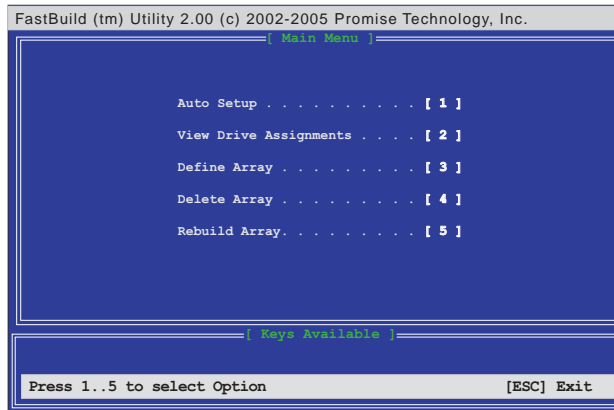 FastBuild (tm) Utility 2.00 (c) 2002-2005 Promise Technology, Inc.
[ Main Menu ]
Auto Setup . . . . . . . . . . [ 1 ]
View Drive Assignments . . . . [ 2 ]
Define Array . . . . . . . . . [ 3 ]
Delete Array . . . . . . . . . [ 4 ]
Rebuild Array. . . . . . . . . [ 5 ]
[ Keys Available ]
Press 1..5 to select Option [ESC] Exit